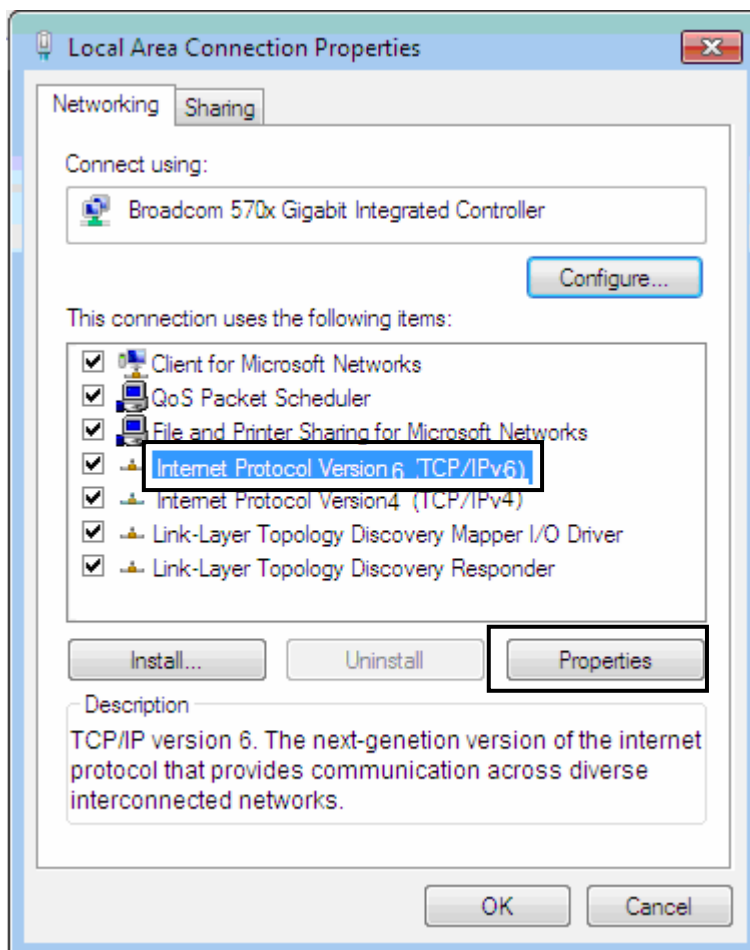 Local Area Connection Properties
Networking
Sharing
Connect using:
Broadcom 570x Gigabit Integrated Controller
Configure...
This connection uses the following items:
Client for Microsoft Networks
QoS Packet Scheduler
File and Printer Sharing for Microsoft Networks
Internet Protocol Version 6 (TCP/IPv6)
Internet Protocol Version4 (TCP/IPv4)
Link-Layer Topology Discovery Mapper I/O Driver
Link-Layer Topology Discovery Responder
Install...
Uninstall
Properties
Description
TCP/IP version 6. The next-genetion version of the internet
protocol that provides communication across diverse
interconnected networks.
OK
Cancel